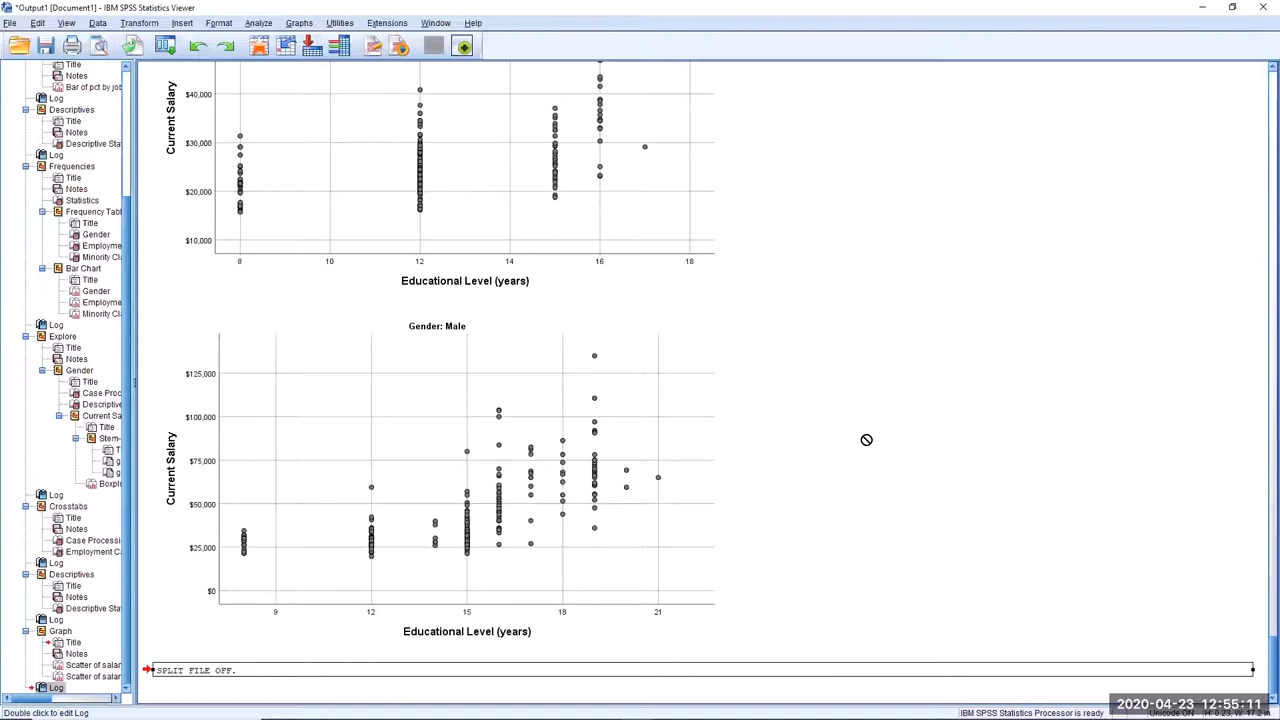 *Output1 [Document1] - IBM SPSS Statistics Viewer
File Edit View Data Transform Insert Format Analyze Graphs Utilities Extensions Window Help
Title
Notes
Bar of pct by job
Log
Descriptives
Title
Notes
Descriptive Sta
Log
Frequencies
Title
Notes
Statistics
Frequency Tabl
Title
Gender
Employme
Minority Cla
Bar Chart
Title
Gender
Employme
Minority Cl
Log
Explore
Title
Notes
Gender
Title
Case Proc
Descriptive
Current Sa
Title
Stem-
Boxplo
Log
Crosstabs
Title
Notes
Case Processi
Employment Ca
Log
Descriptives
Title
Notes
Descriptive Sta
Log
Graph
Title
Notes
Scatter of salar
Scatter of salar
Log
Current Salary
$40,000
$30,000
$20,000
$10,000
8 10 12 14 16 18
Educational Level (years)
Gender: Male
Current Salary
$125,000
$100,000
$75,000
$50,000
$25,000
$0
9 12 15 18 21
Educational Level (years)
SPLIT FILE OFF.
2020-04-23 12:55:11
Double click to edit Log
IBM SPSS Statistics Processor is ready